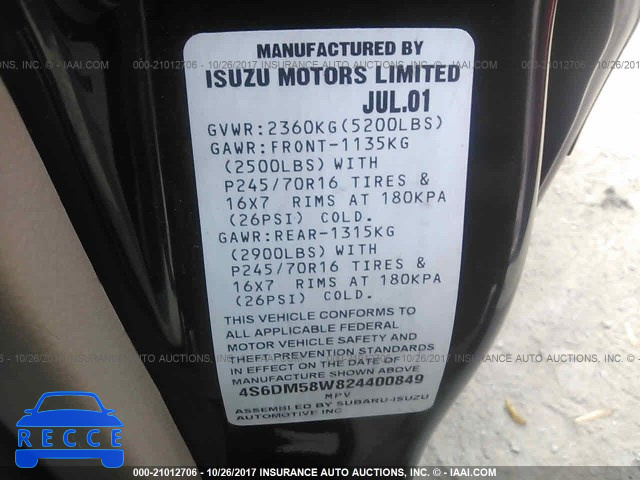 MANUFACTURED BY
ISUZU MOTORS LIMITED
JUL.01
GVWR:2360KG(5200LBS)
GAWR:FRONT-1135KG
(2500LBS) WITH
P245/70R16 TIRES &
16X7 RIMS AT 180KPA
(26PSI) COLD.
GAWR:REAR-1315KG
(2900LBS) WITH
P245/70R16 TIRES &
16X7 RIMS AT 180KPA
(26PSI) COLD.
THIS VEHICLE CONFORMS TO
ALL APPLICABLE FEDERAL
MOTOR VEHICLE SAFETY AND
THEFT PREVENTION STANDARDS
IN EFFECT ON THE DATE OF
MANUFACTURE SHOWN ABOVE
4S6DM58W824400849
MPV
ASSEMBLED BY SUBARU-ISUZU
AUTOMOTIVE INC
RECCE
000-21012706 - 10/26/2017 INSURANCE AUTO AUCTIONS, INC. - © IAAI.COM